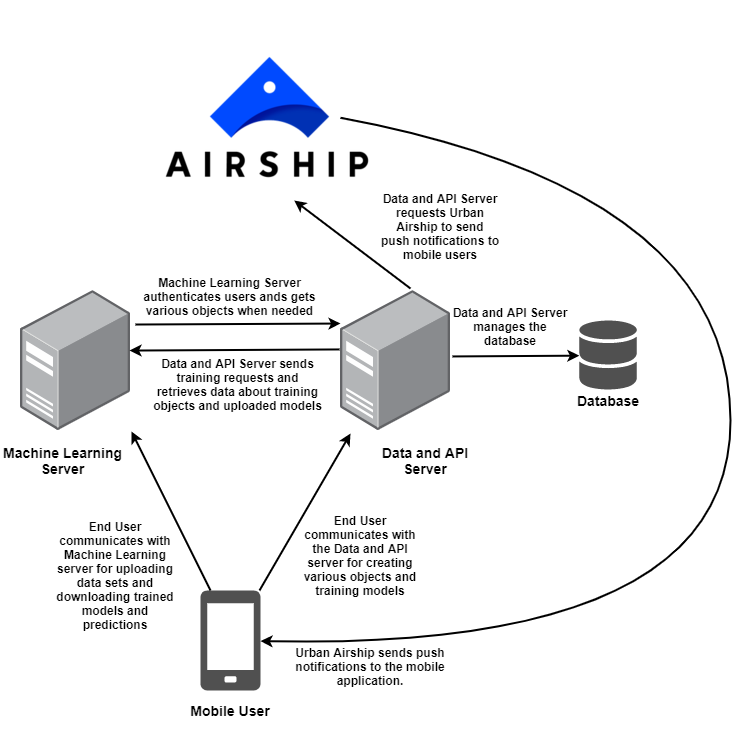 AIRSHIP
Data and API Server
requests Urban
Airship to send
push notifications to
mobile users
Machine Learning Server
authenticates users ands gets
various objects when needed
Data and API Server
manages the
database
Data and API Server sends
training requests and
retrieves data about training
objects and uploaded models
Database
Machine Learning
Server
Data and API
Server
End User
communicates with
Machine Learning
server for uploading
data sets and
downloading trained
models and
predictions
End User
communicates with
the Data and API
server for creating
various objects and
training models
Urban Airship sends push
notifications to the mobile
application.
Mobile User